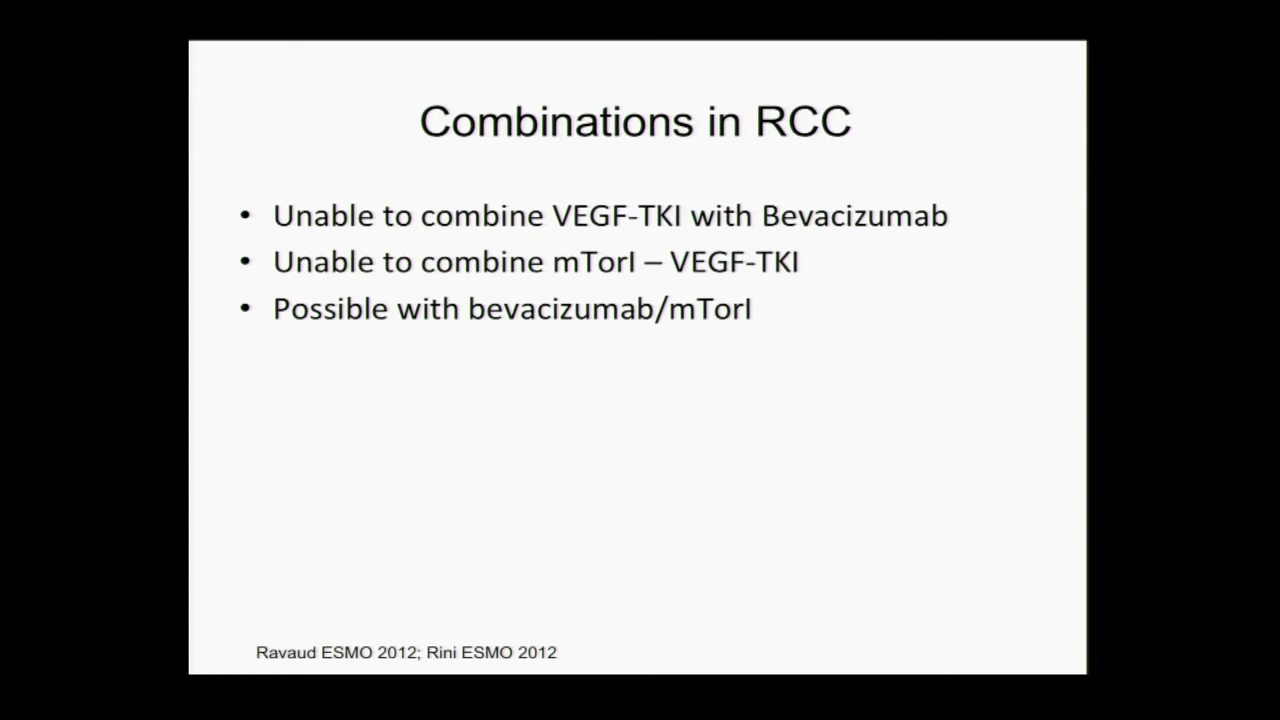 Combinations in RCC
• Unable to combine VEGF-TKI with Bevacizumab
• Unable to combine mTorI – VEGF-TKI
• Possible with bevacizumab/mTorI
Ravaud ESMO 2012; Rini ESMO 2012